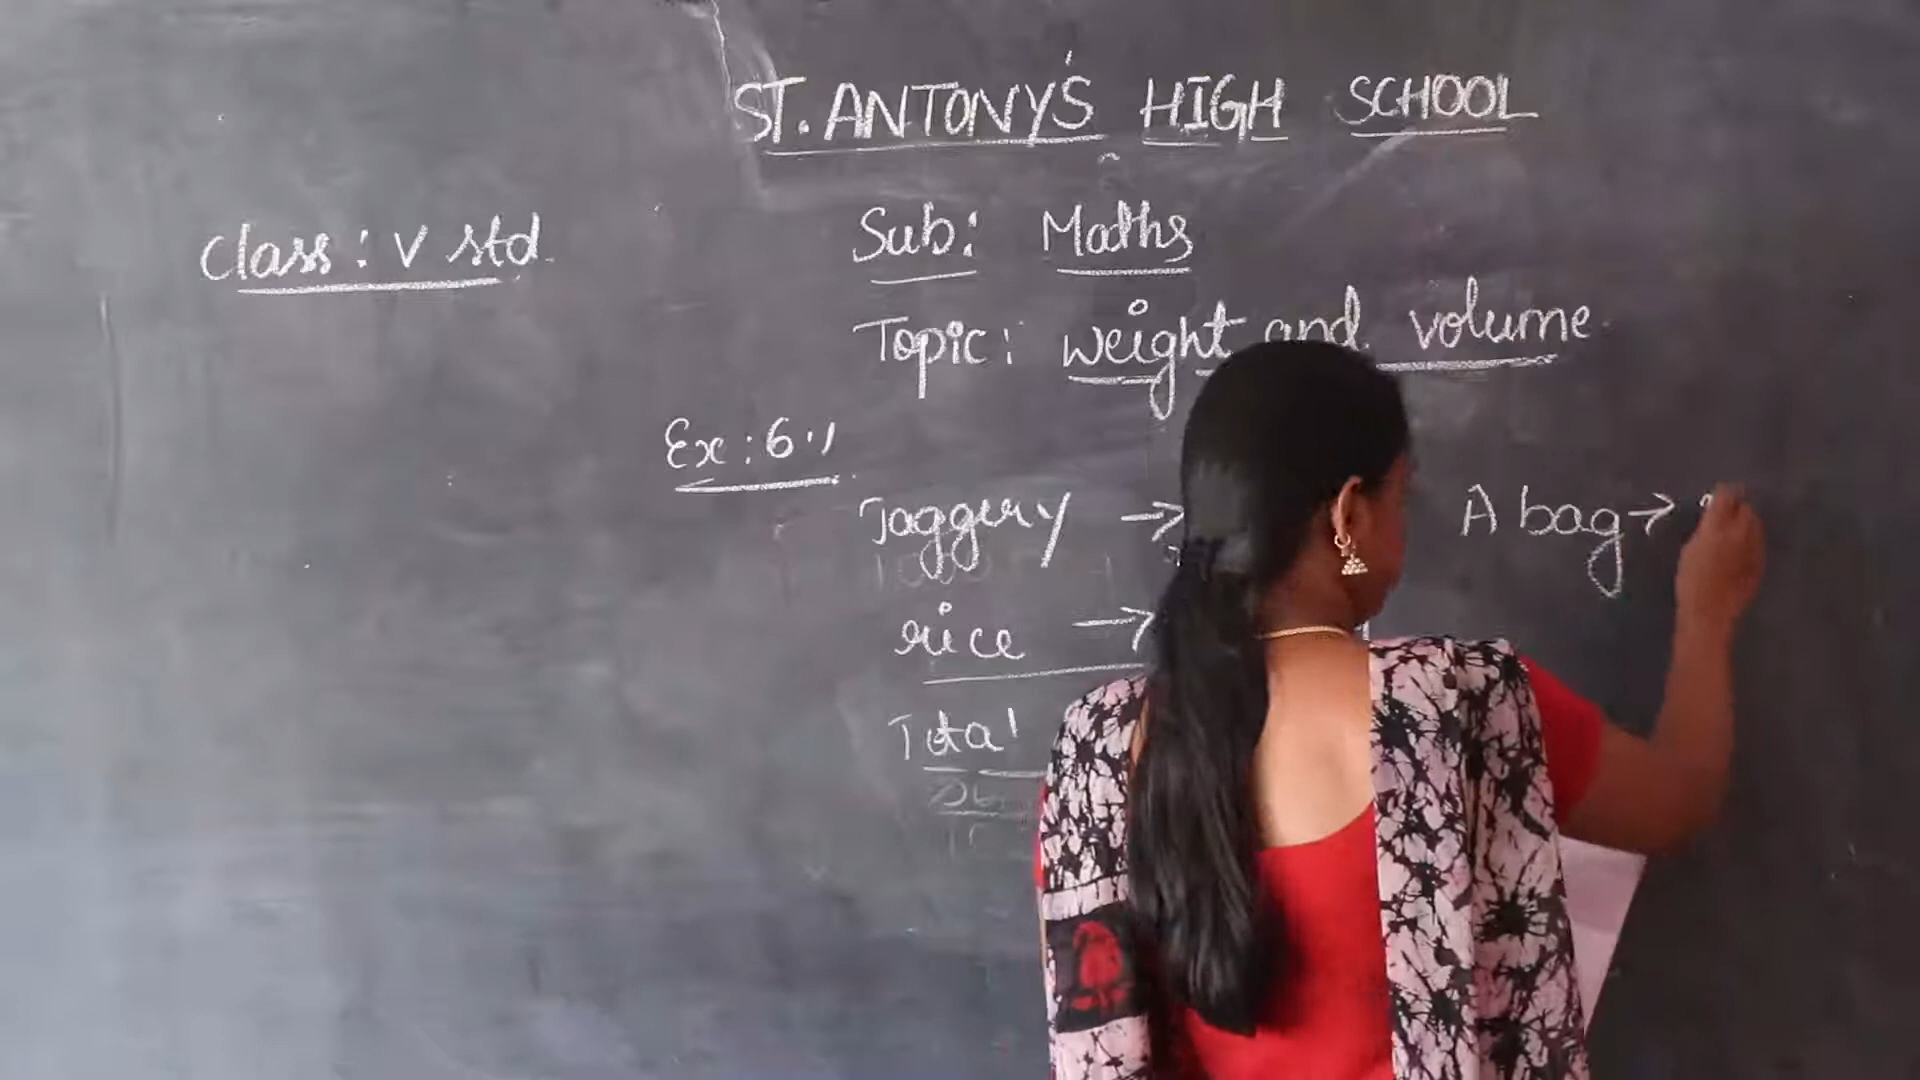 ST. ANTONY'S HIGH SCHOOL
Class : V std
Sub : Maths
Topic : weight and volume
Ex : 6.1
Jaggery → A bag →
rice →
Total